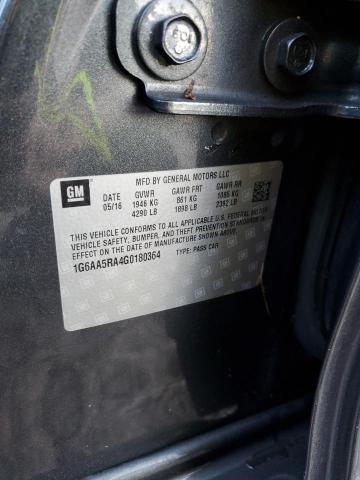 ECL
GM
MFD BY GENERAL MOTORS LLC
DATE GVWR GAWR FRT GAWR RR
05/16 1946 KG 861 KG 1085 KG
4290 LB 1898 LB 2392 LB
THIS VEHICLE CONFORMS TO ALL APPLICABLE U.S. FEDERAL MOTOR
VEHICLE SAFETY, BUMPER, AND THEFT PREVENTION STANDARDS IN
EFFECT ON THE DATE OF MANUFACTURE SHOWN ABOVE.
1G6AA5RA4G0180364 TYPE: PASS CAR